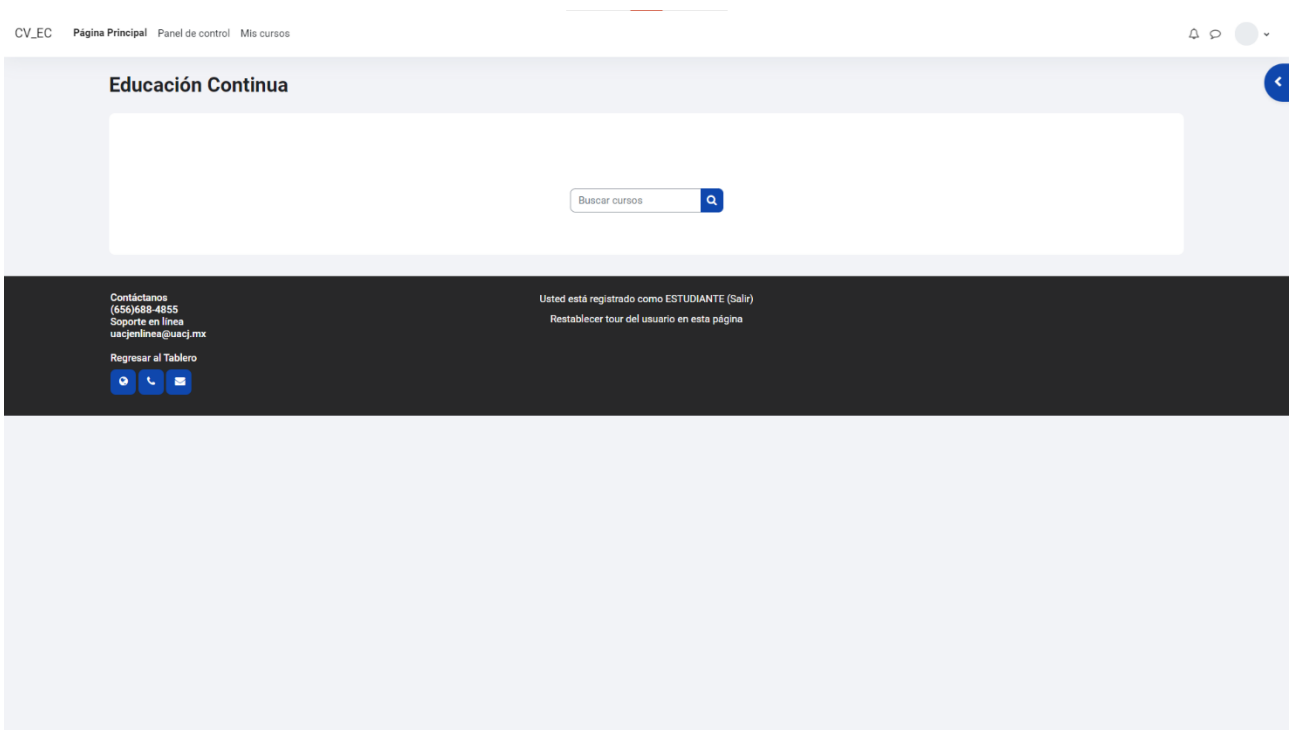 CV_EC Página Principal Panel de control Mis cursos
Educación Continua
Buscar cursos
Contáctanos
(656)688-4855
Soporte en línea
uacjenlinea@uacj.mx
Regresar al Tablero
Usted está registrado como ESTUDIANTE (Salir)
Restablecer tour del usuario en esta página